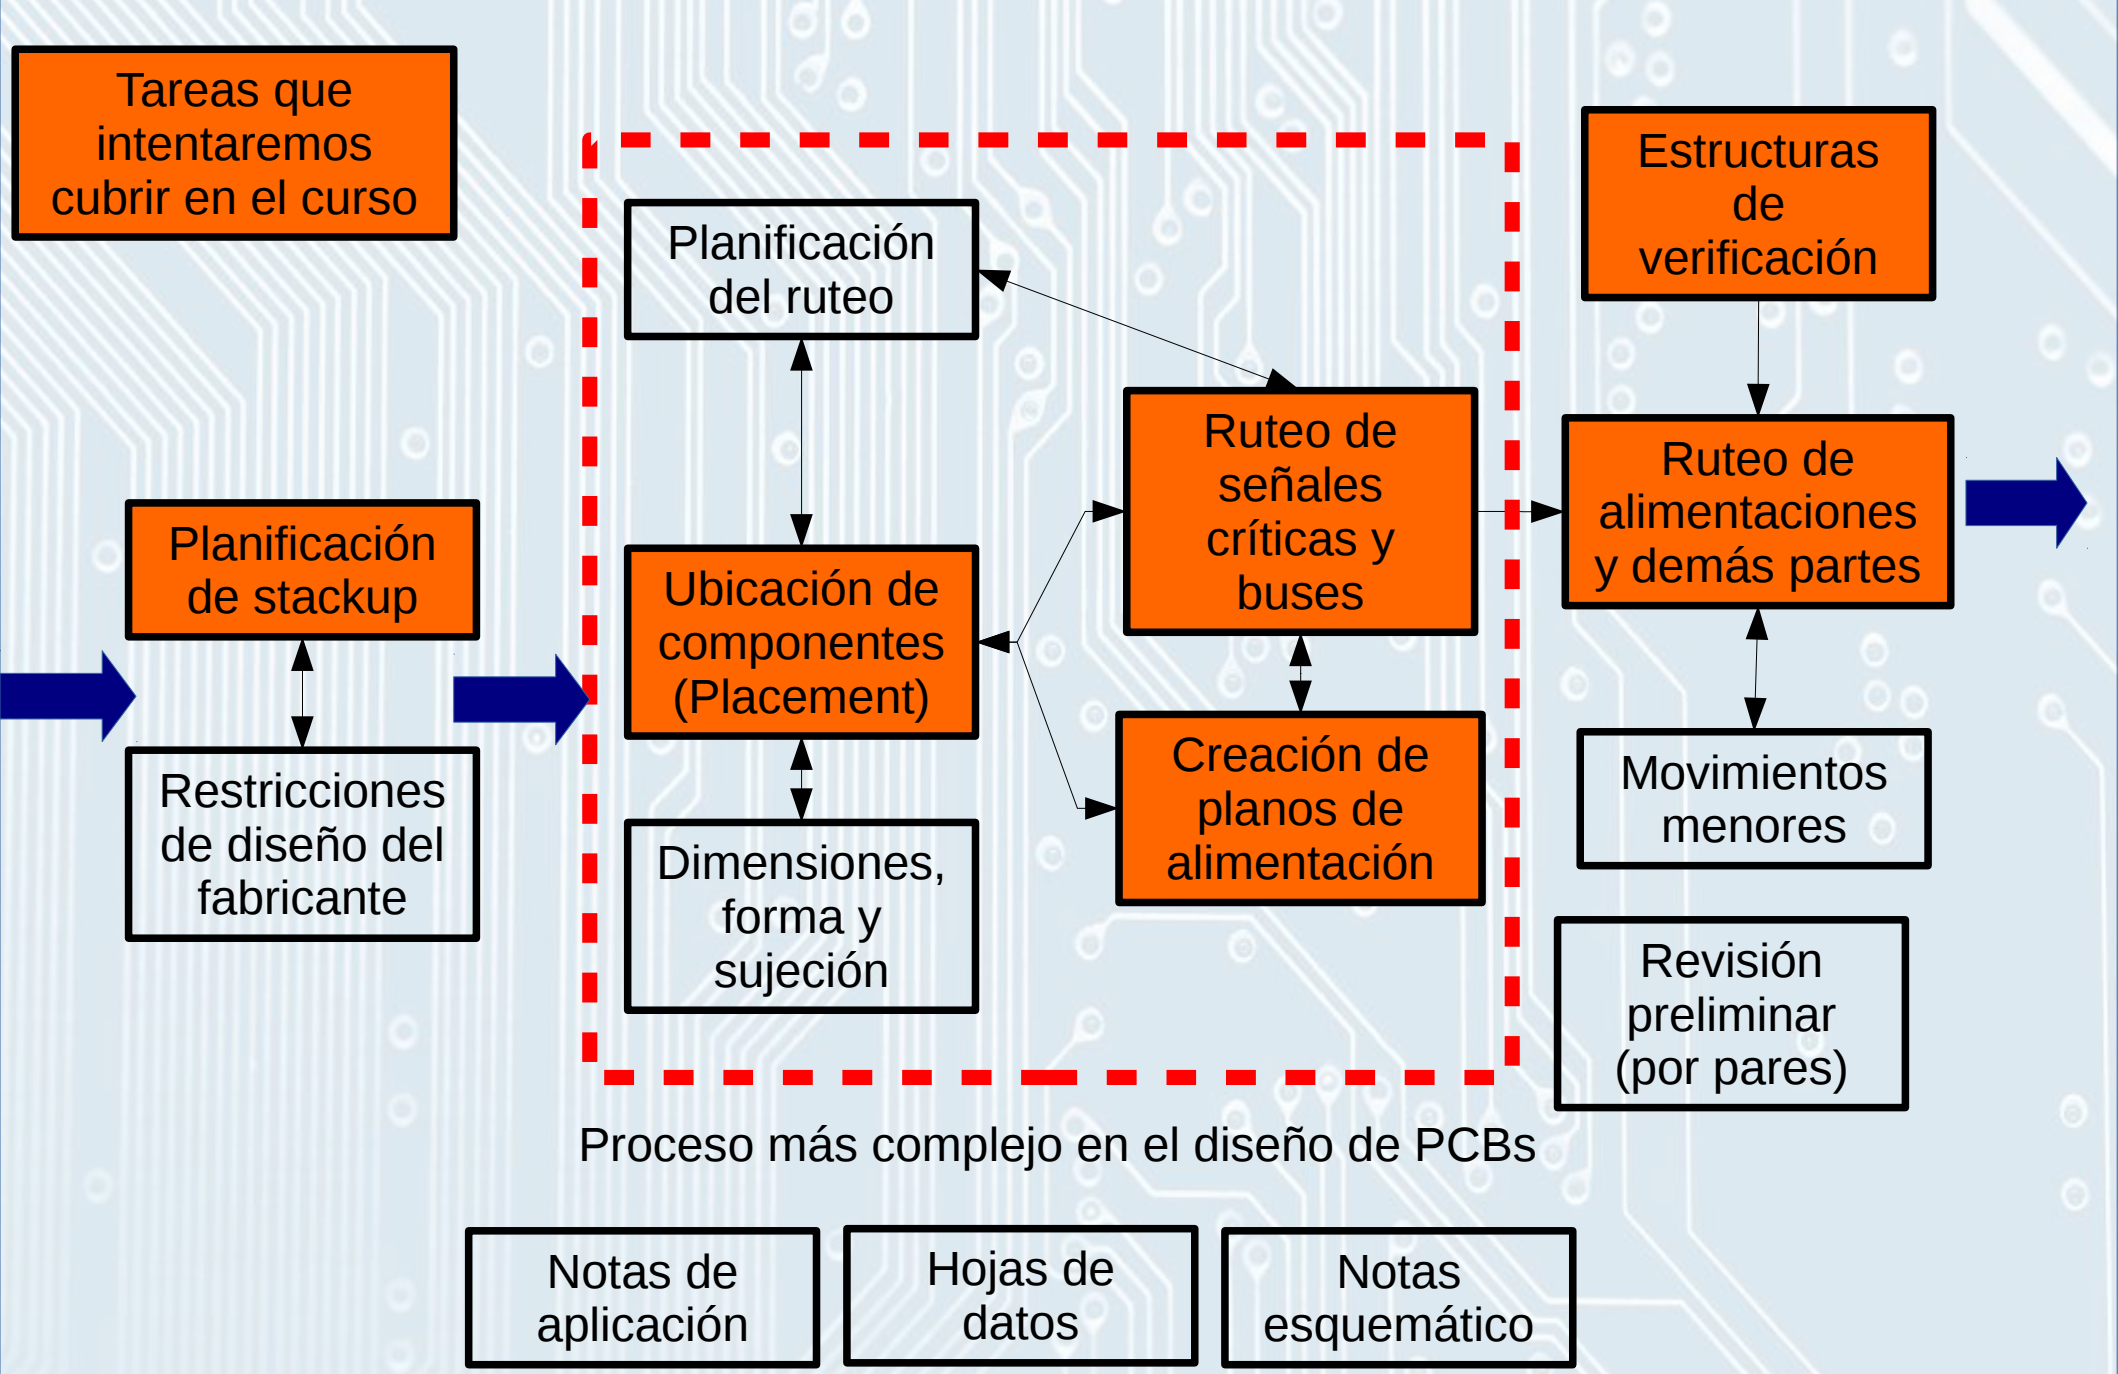 Tareas que
intentaremos
cubrir en el curso
Planificación
de stackup
Restricciones
de diseño del
fabricante
Planificación
del ruteo
Ubicación de
componentes
(Placement)
Dimensiones,
forma y
sujeción
Ruteo de
señales
críticas y
buses
Creación de
planos de
alimentación
Estructuras
de
verificación
Ruteo de
alimentaciones
y demás partes
Movimientos
menores
Revisión
preliminar
(por pares)
Proceso más complejo en el diseño de PCBs
Notas de
aplicación
Hojas de
datos
Notas
esquemático